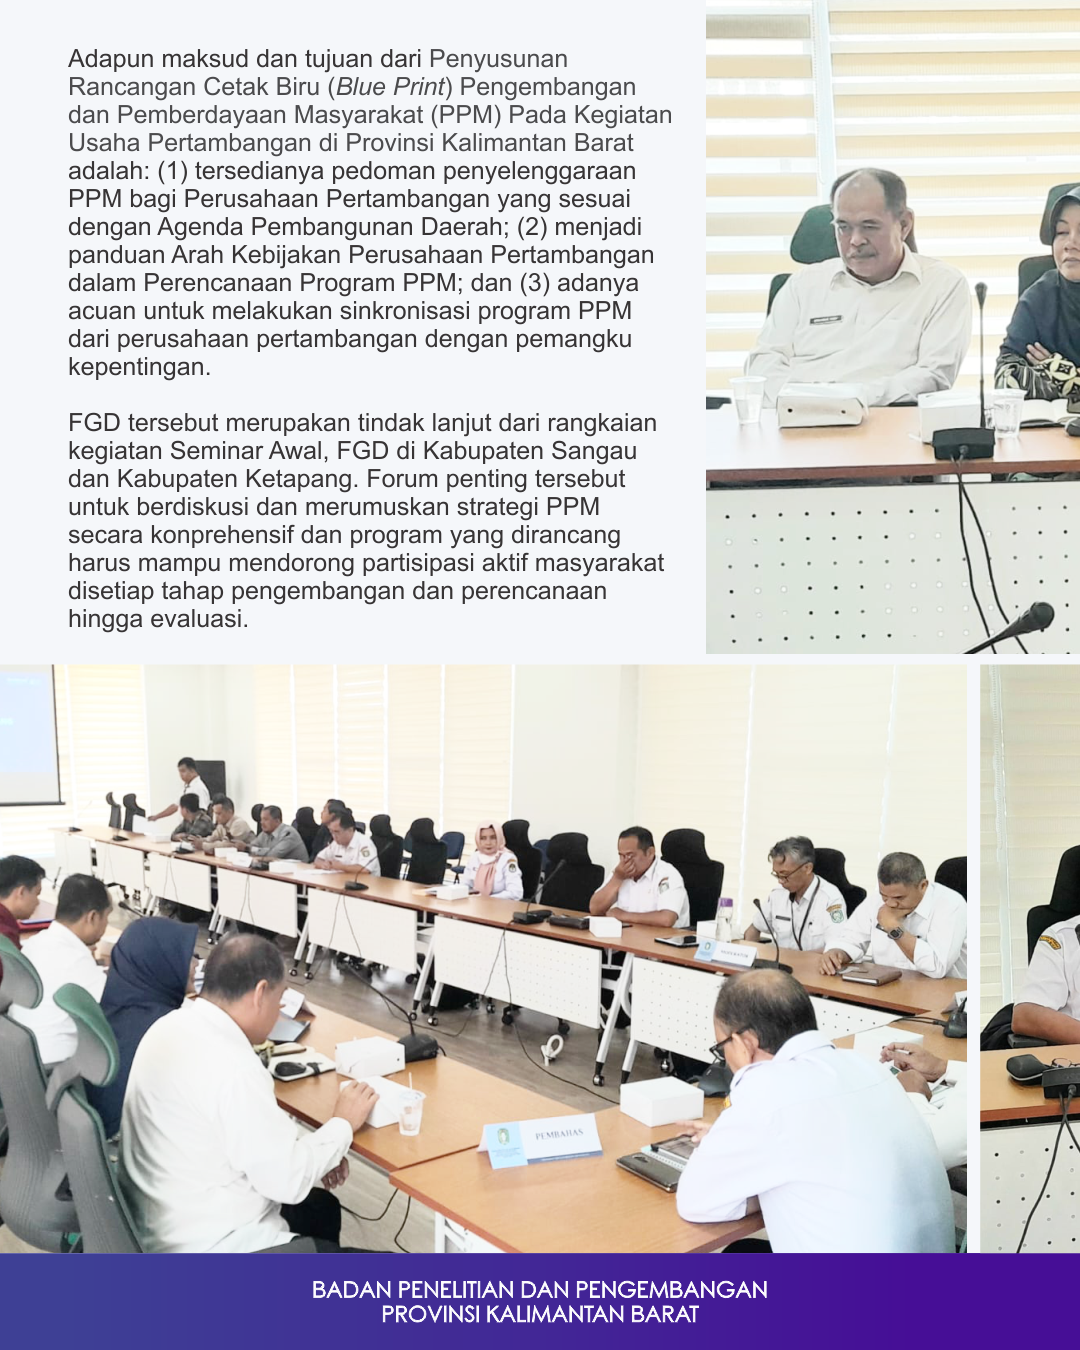 Adapun maksud dan tujuan dari Penyusunan
Rancangan Cetak Biru (Blue Print) Pengembangan
dan Pemberdayaan Masyarakat (PPM) Pada Kegiatan
Usaha Pertambangan di Provinsi Kalimantan Barat
adalah: (1) tersedianya pedoman penyelenggaraan
PPM bagi Perusahaan Pertambangan yang sesuai
dengan Agenda Pembangunan Daerah; (2) menjadi
panduan Arah Kebijakan Perusahaan Pertambangan
dalam Perencanaan Program PPM; dan (3) adanya
acuan untuk melakukan sinkronisasi program PPM
dari perusahaan pertambangan dengan pemangku
kepentingan.
FGD tersebut merupakan tindak lanjut dari rangkaian
kegiatan Seminar Awal, FGD di Kabupaten Sangau
dan Kabupaten Ketapang. Forum penting tersebut
untuk berdiskusi dan merumuskan strategi PPM
secara konprehensif dan program yang dirancang
harus mampu mendorong partisipasi aktif masyarakat
disetiap tahap pengembangan dan perencanaan
hingga evaluasi.
PEMBAHAS
BADAN PENELITIAN DAN PENGEMBANGAN
PROVINSI KALIMANTAN BARAT